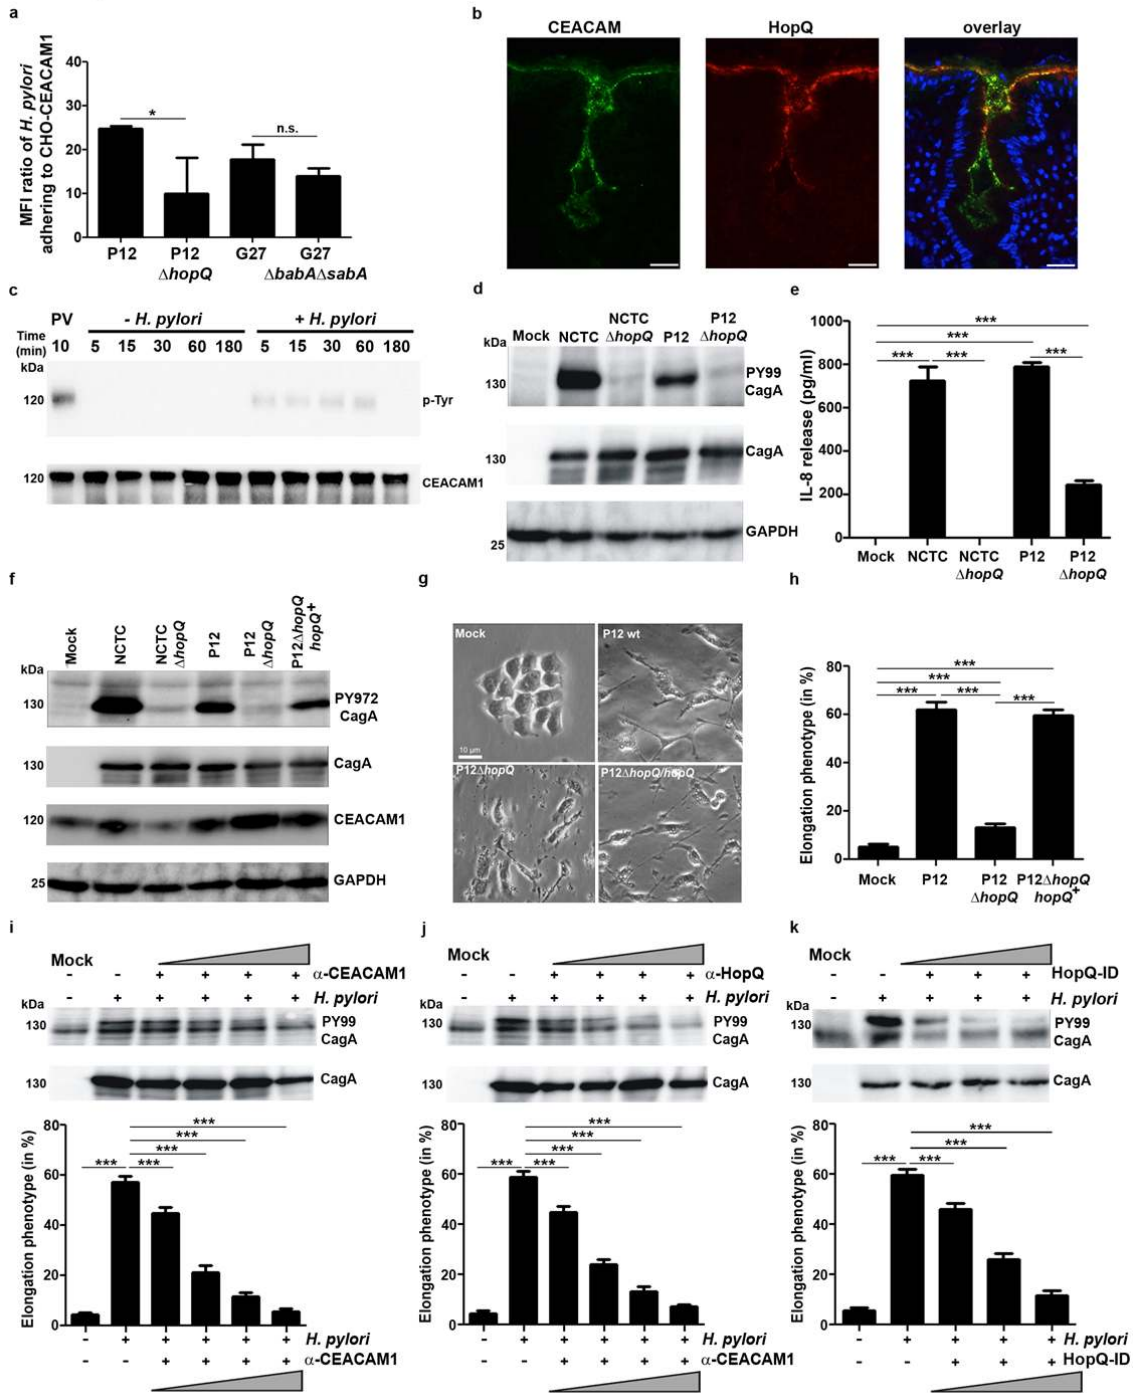 a
MFI ratio of H. pylori
adhering to CHO-CEACAM1
40
30
20
10
0
*
n.s.
P12
P12
ΔhopQ
G27
G27
ΔbabAΔsabA
b
CEACAM
HopQ
overlay
c
PV
- H. pylori
+ H. pylori
Time
(min)
10 5 15 30 60 180 5 15 30 60 180
kDa
120
p-Tyr
120
CEACAM1
d
kDa
Mock
NCTC
NCTC
ΔhopQ
P12
P12
ΔhopQ
130
PY99
CagA
130
CagA
25
GAPDH
e
IL-8 release (pg/ml)
1000
800
600
400
200
0
***
***
*** *** ***
Mock
NCTC
NCTC
ΔhopQ
P12
P12
ΔhopQ
f
kDa
Mock
NCTC
NCTC
ΔhopQ
P12
P12
ΔhopQ
P12ΔhopQ
hopQ+
130
PY972
CagA
130
CagA
120
CEACAM1
25
GAPDH
g
Mock
10 µm
P12 wt
P12ΔhopQ
P12ΔhopQ/hopQ
h
Elongation phenotype (in %)
80
60
40
20
0
***
***
*** *** ***
Mock
P12
P12
ΔhopQ
P12ΔhopQ
hopQ+
i
Mock
- - + + + + α-CEACAM1
- + + + + + H. pylori
kDa
130
PY99
CagA
130
CagA
Elongation phenotype (in %)
80
60
40
20
0
***
***
***
*** ***
- + + + + + H. pylori
- - + + + + α-CEACAM1
j
Mock
- - + + + + α-HopQ
- + + + + + H. pylori
kDa
130
PY99
CagA
130
CagA
Elongation phenotype (in %)
80
60
40
20
0
***
***
***
*** ***
- + + + + + H. pylori
- - + + + + α-CEACAM1
k
Mock
- - + + + HopQ-ID
- + + + + H. pylori
kDa
130
PY99
CagA
130
CagA
Elongation phenotype (in %)
80
60
40
20
0
***
***
*** ***
- + + + + H. pylori
- - + + + HopQ-ID